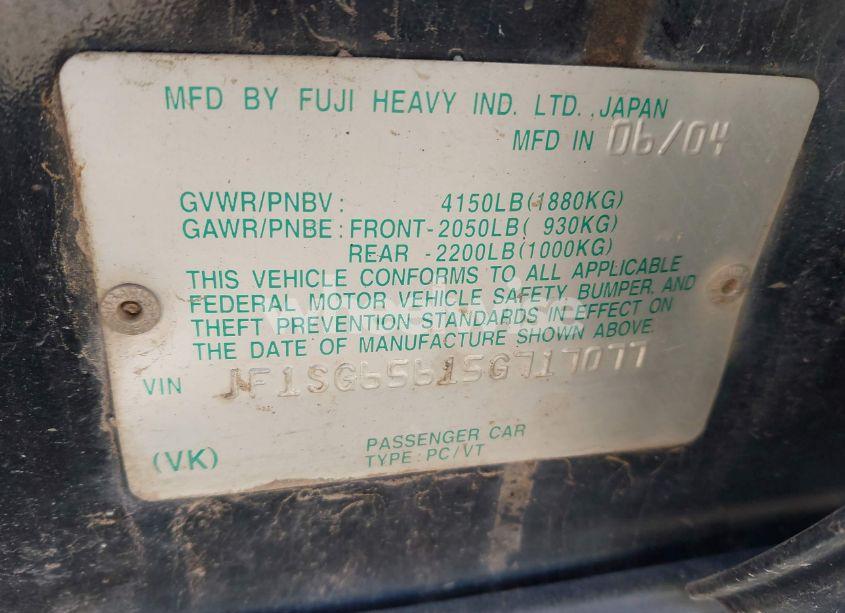 MFD BY FUJI HEAVY IND. LTD., JAPAN
MFD IN 06/04
GVWR/PNBV: 4150LB(1880KG)
GAWR/PNBE: FRONT-2050LB( 930KG)
REAR -2200LB(1000KG)
THIS VEHICLE CONFORMS TO ALL APPLICABLE
FEDERAL MOTOR VEHICLE SAFETY BUMPER, AND
THEFT PREVENTION STANDARDS IN EFFECT ON
THE DATE OF MANUFACTURE SHOWN ABOVE.
VIN JF1SG65615G717077
(VK)
PASSENGER CAR
TYPE:PC/VT